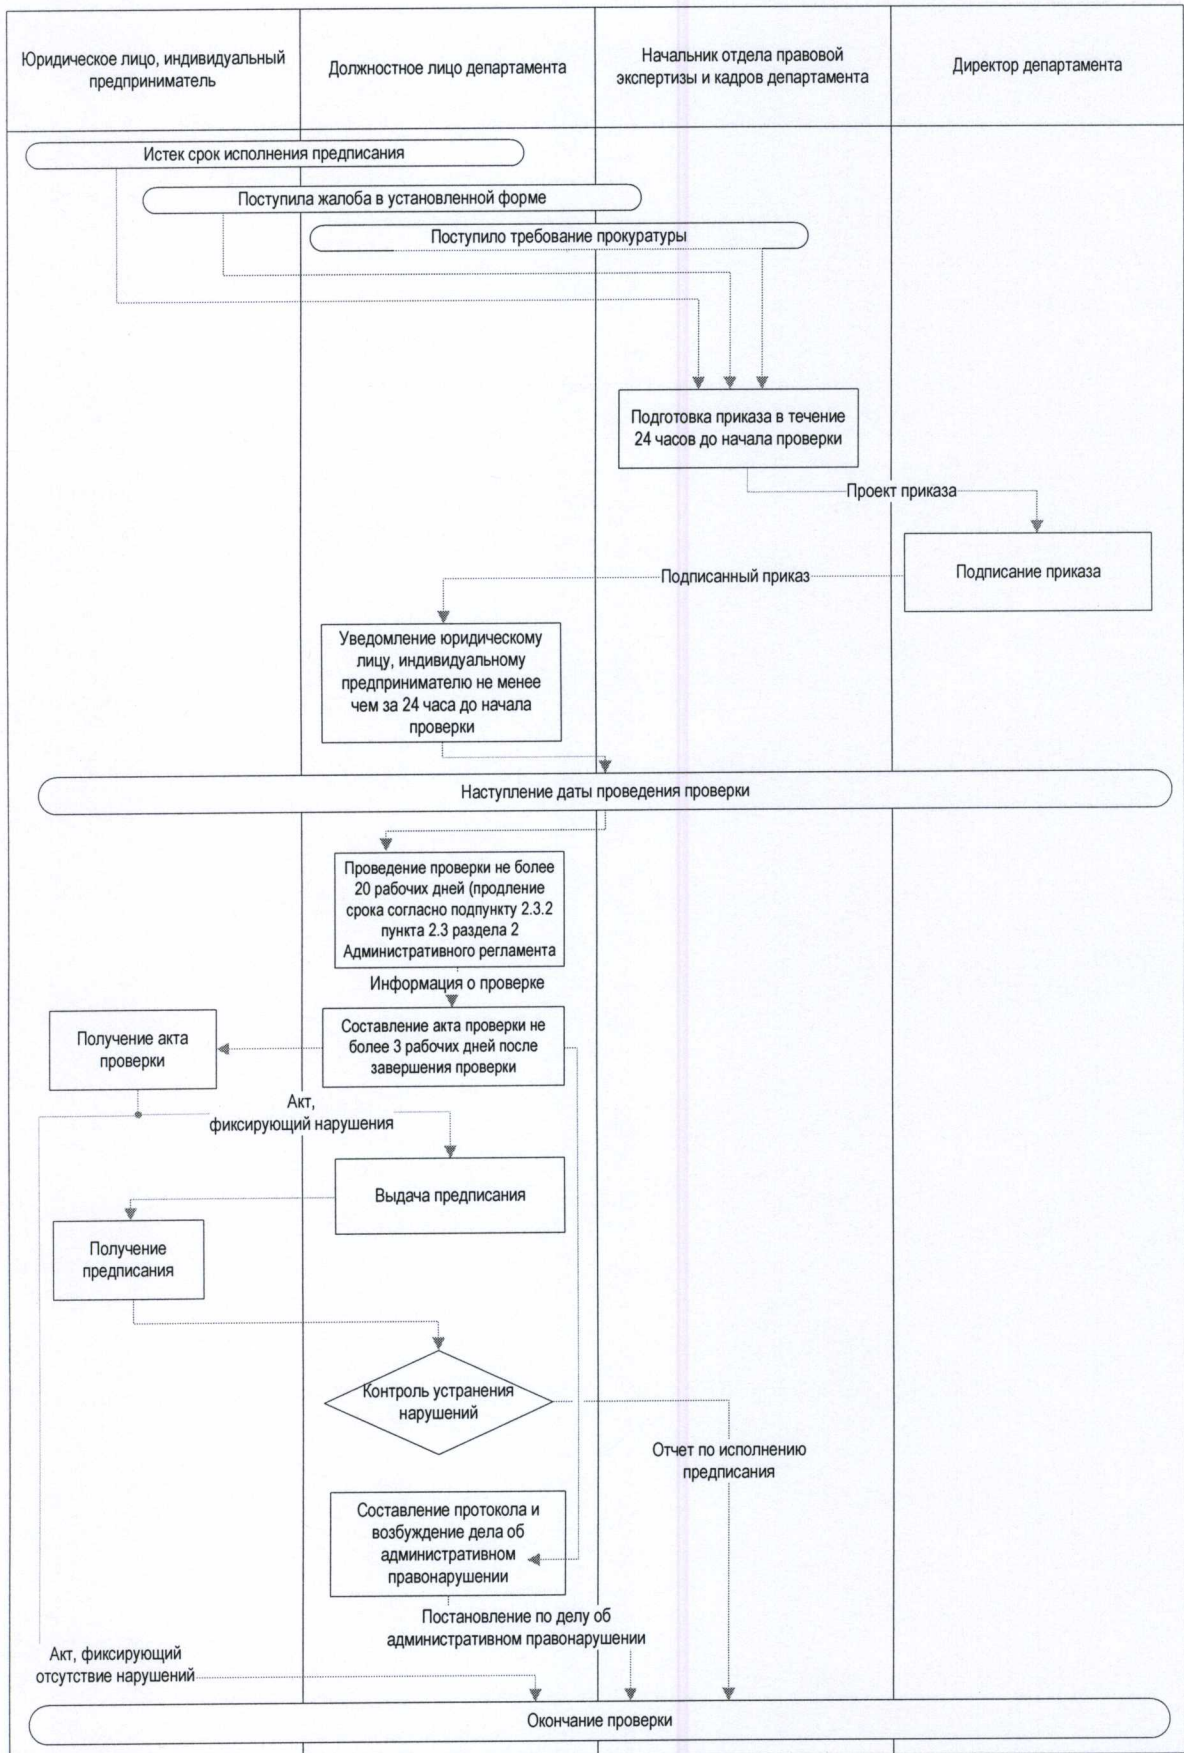 Юридическое лицо, индивидуальный
предприниматель
Должностное лицо департамента
Начальник отдела правовой
экспертизы и кадров департамента
Директор департамента
Истек срок исполнения предписания
Поступила жалоба в установленной форме
Поступило требование прокуратуры
Подготовка приказа в течение
24 часов до начала проверки
Проект приказа
Подписание приказа
Подписанный приказ
Уведомление юридическому
лицу, индивидуальному
предпринимателю не менее
чем за 24 часа до начала
проверки
Наступление даты проведения проверки
Проведение проверки не более
20 рабочих дней (продление
срока согласно подпункту 2.3.2
пункта 2.3 раздела 2
Административного регламента
Информация о проверке
Получение акта
проверки
Составление акта проверки не
более 3 рабочих дней после
завершения проверки
Акт,
фиксирующий нарушения
Выдача предписания
Получение
предписания
Контроль устранения
нарушений
Отчет по исполнению
предписания
Составление протокола и
возбуждение дела об
административном
правонарушении
Постановление по делу об
административном правонарушении
Акт, фиксирующий
отсутствие нарушений
Окончание проверки